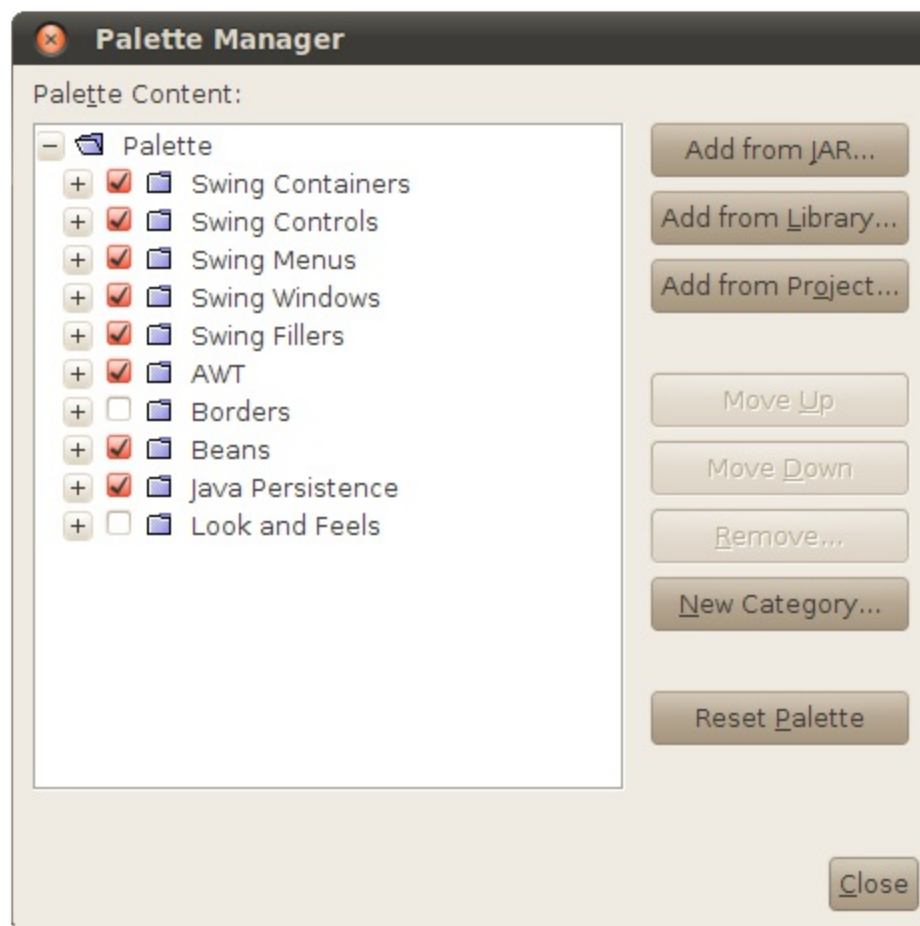 Palette Manager
Palette Content:
Palette
Swing Containers
Swing Controls
Swing Menus
Swing Windows
Swing Fillers
AWT
Borders
Beans
Java Persistence
Look and Feels
Add from JAR...
Add from Library...
Add from Project...
Move Up
Move Down
Remove...
New Category...
Reset Palette
Close